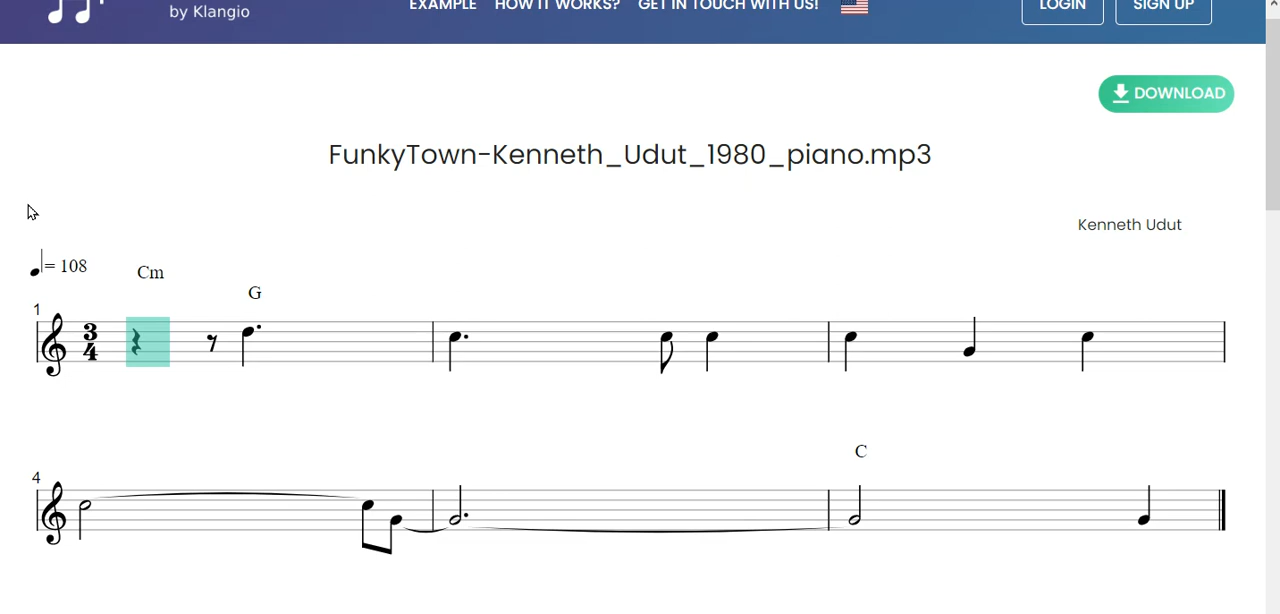 by Klangio
EXAMPLE HOW IT WORKS? GET IN TOUCH WITH US! LOGIN SIGN UP
DOWNLOAD
FunkyTown-Kenneth_Udut_1980_piano.mp3
Kenneth Udut
= 108
Cm
G
1
3
4
C
4